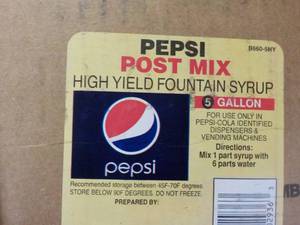 B660-5HY
PEPSI
POST MIX
HIGH YIELD FOUNTAIN SYRUP
5 GALLON
FOR USE ONLY IN
PEPSI-COLA IDENTIFIED
DISPENSERS &
VENDING MACHINES
Directions:
Mix 1 part syrup with
6 parts water
pepsi
Recommended storage between 45F-70F degrees
STORE BELOW 90F DEGREES. DO NOT FREEZE.
PREPARED BY: